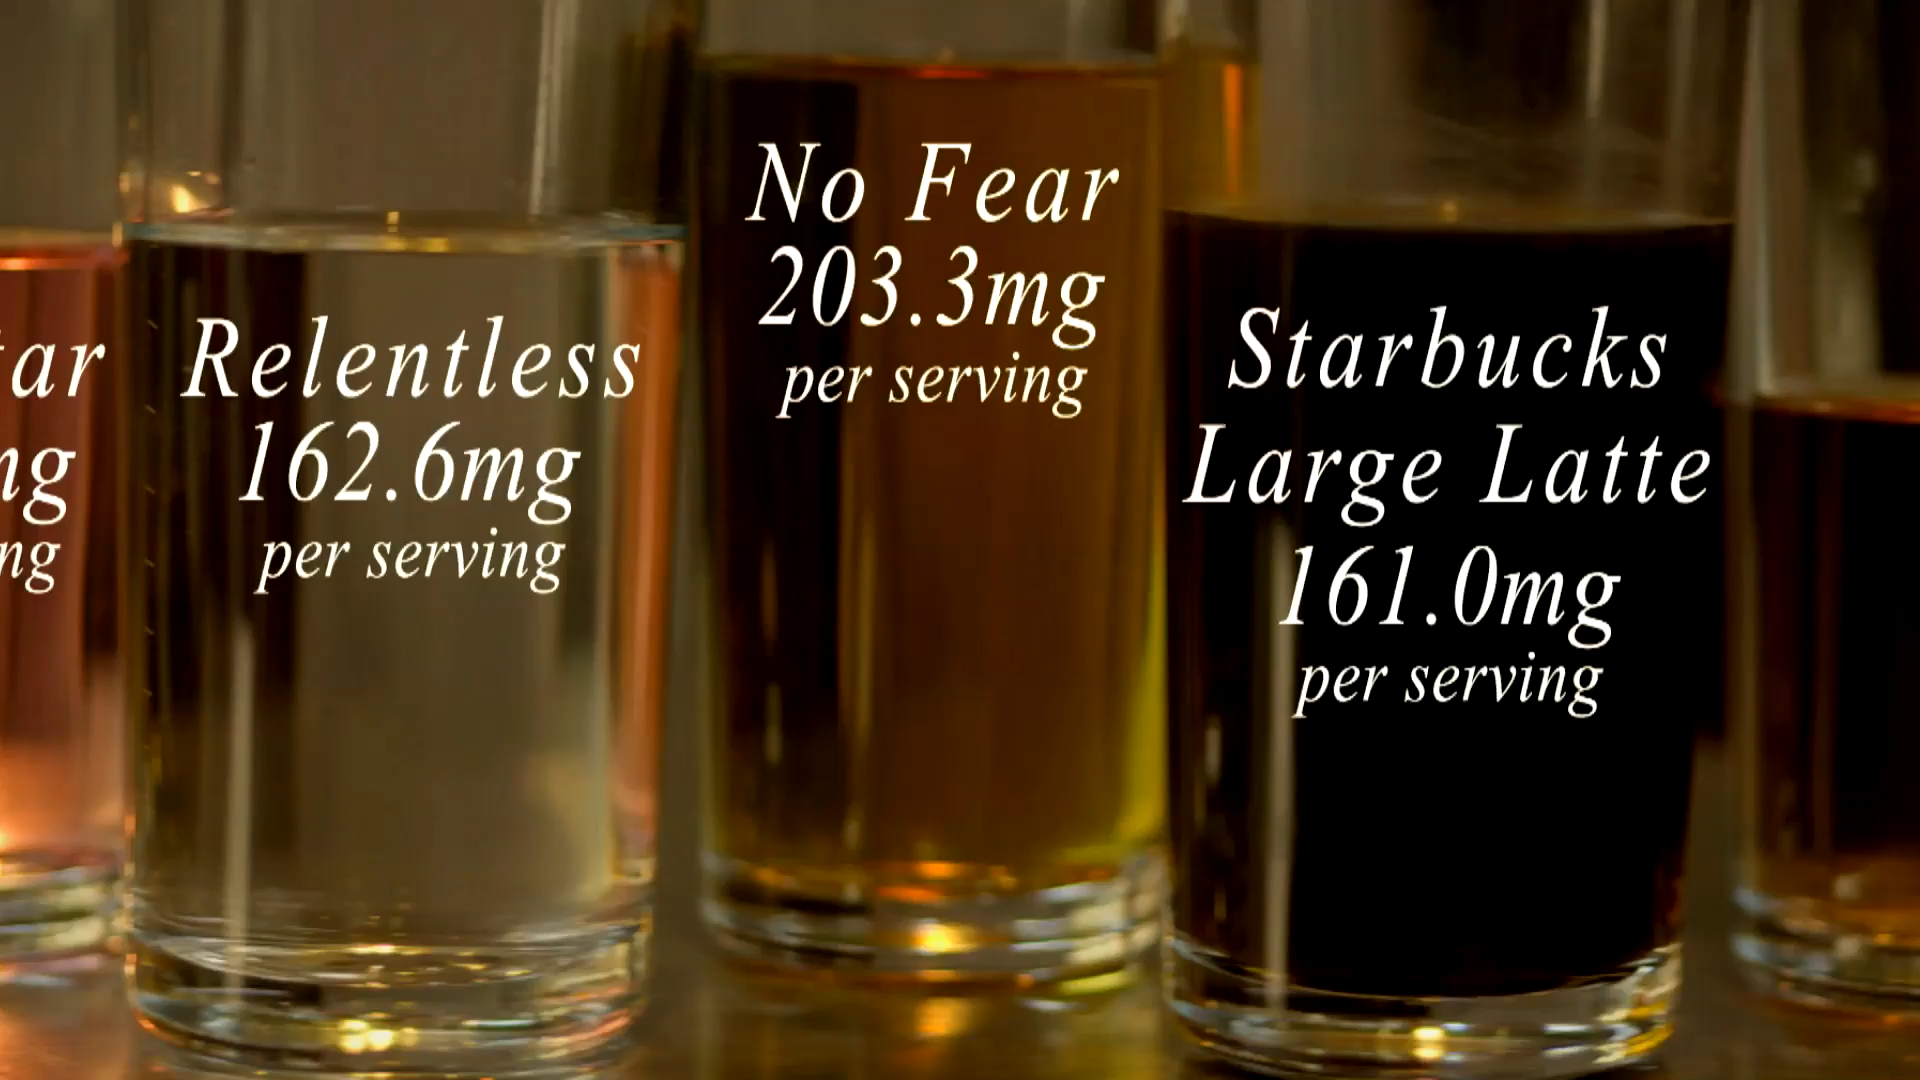 Relentless
162.6mg
per serving
No Fear
203.3mg
per serving
Starbucks
Large Latte
161.0mg
per serving